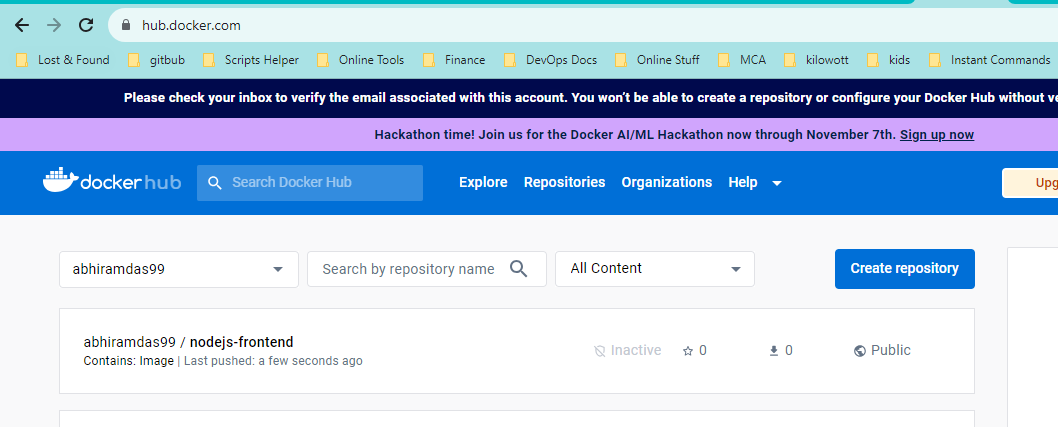 hub.docker.com
Lost & Found gitbub Scripts Helper Online Tools Finance DevOps Docs Online Stuff MCA kilowott kids Instant Commands
Please check your inbox to verify the email associated with this account. You won't be able to create a repository or configure your Docker Hub without ve
Hackathon time! Join us for the Docker AI/ML Hackathon now through November 7th. Sign up now
dockerhub Search Docker Hub Explore Repositories Organizations Help Upg
abhiramdas99 Search by repository name All Content Create repository
abhiramdas99 / nodejs-frontend
Inactive 0 0 Public
Contains: Image | Last pushed: a few seconds ago